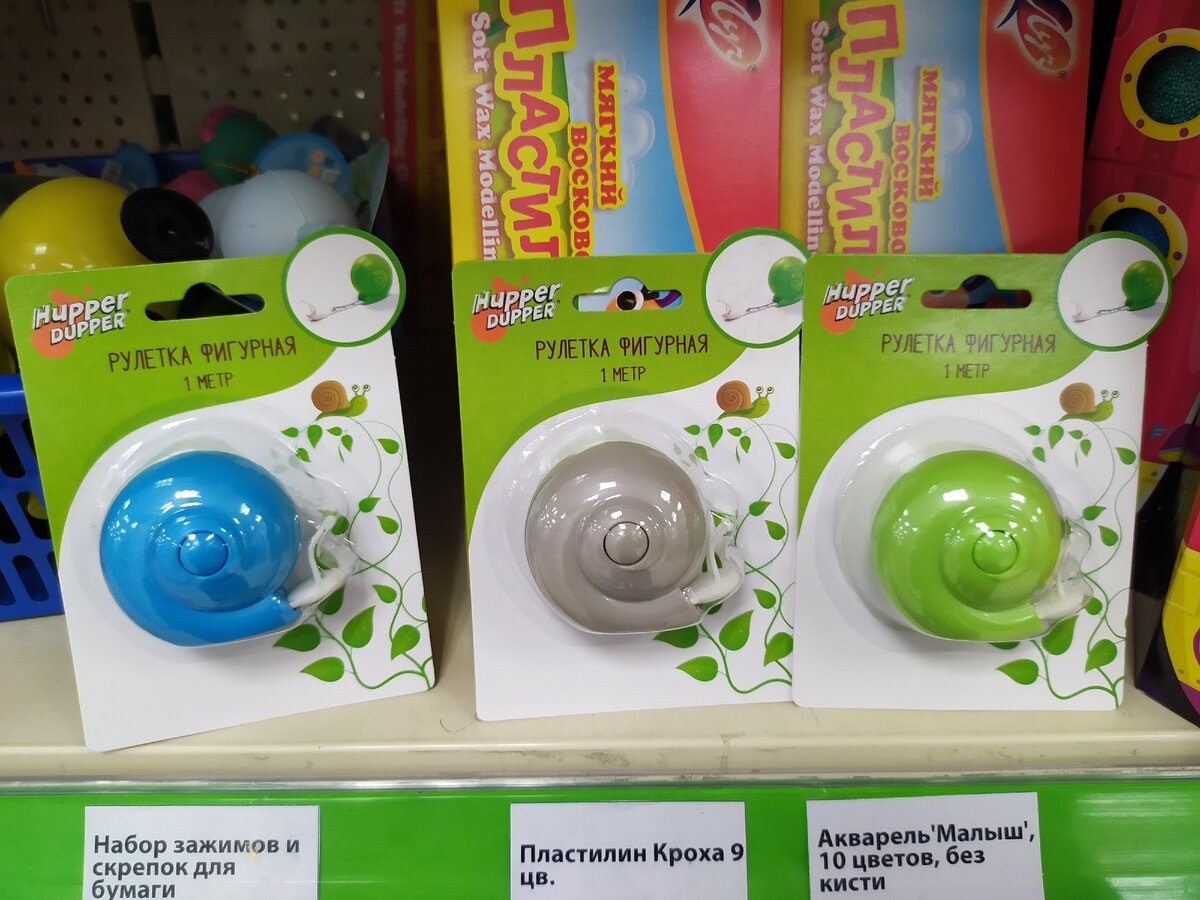 ПЛАСТИЛ
МЯГКИЙ
ВОСКОВО
Soft Wax Modellin
Луч
ПЛАСТИЛ
МЯГКИЙ
ВОСКОВО
Soft Wax Modellin
Луч
Hupper
DUPPER
РУЛЕТКА ФИГУРНАЯ
1 МЕТР
Hupper
DUPPER
РУЛЕТКА ФИГУРНАЯ
1 МЕТР
Hupper
DUPPER
РУЛЕТКА ФИГУРНАЯ
1 МЕТР
Набор зажимов и
скрепок для
бумаги
Пластилин Кроха 9
цв.
Акварель'Малыш',
10 цветов, без
кисти